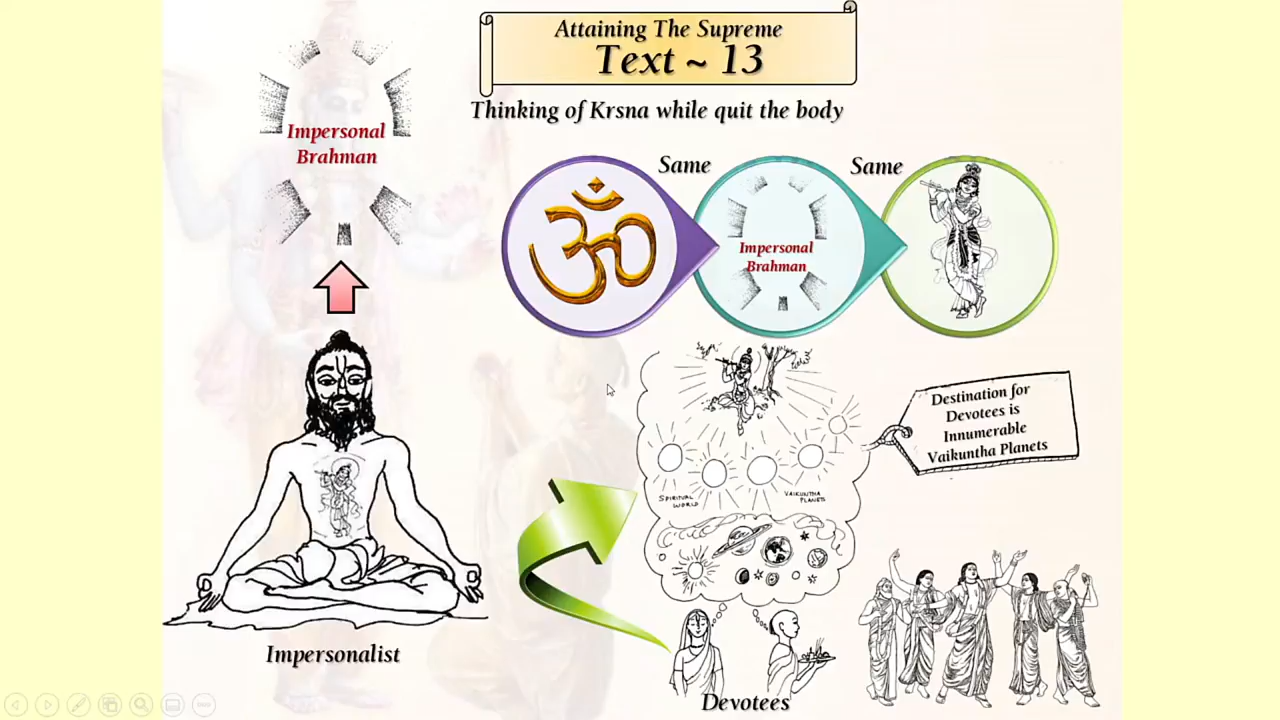 Attaining The Supreme
Text ~ 13
Thinking of Krsna while quit the body
Impersonal
Brahman
Same
Same
ॐ
Impersonal
Brahman
Destination for
Devotees is
Innumerable
Vaikuntha Planets
SPIRITUAL
WORLD
VAIKUNTHA
PLANETS
Impersonalist
Devotees